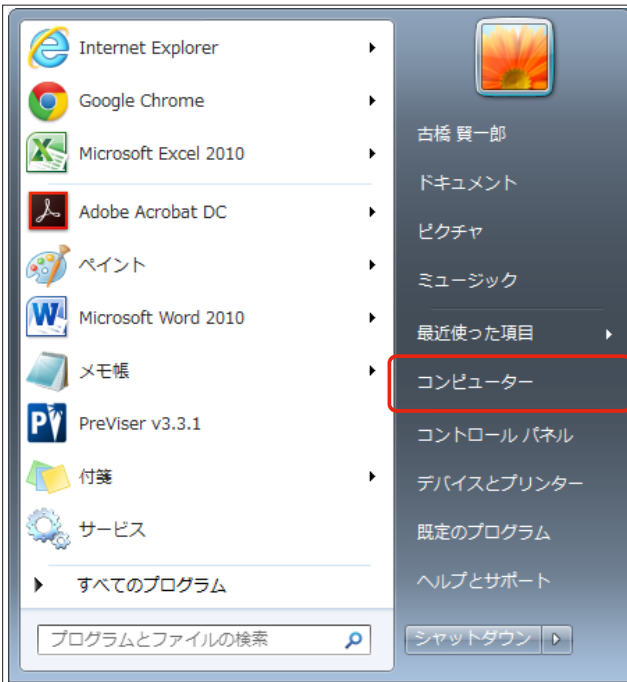 Internet Explorer
Google Chrome
Microsoft Excel 2010
Adobe Acrobat DC
ペイント
Microsoft Word 2010
メモ帳
PreViser v3.3.1
付箋
サービス
すべてのプログラム
プログラムとファイルの検索
古橋 賢一郎
ドキュメント
ピクチャ
ミュージック
最近使った項目
コンピューター
コントロール パネル
デバイスとプリンター
既定のプログラム
ヘルプとサポート
シャットダウン